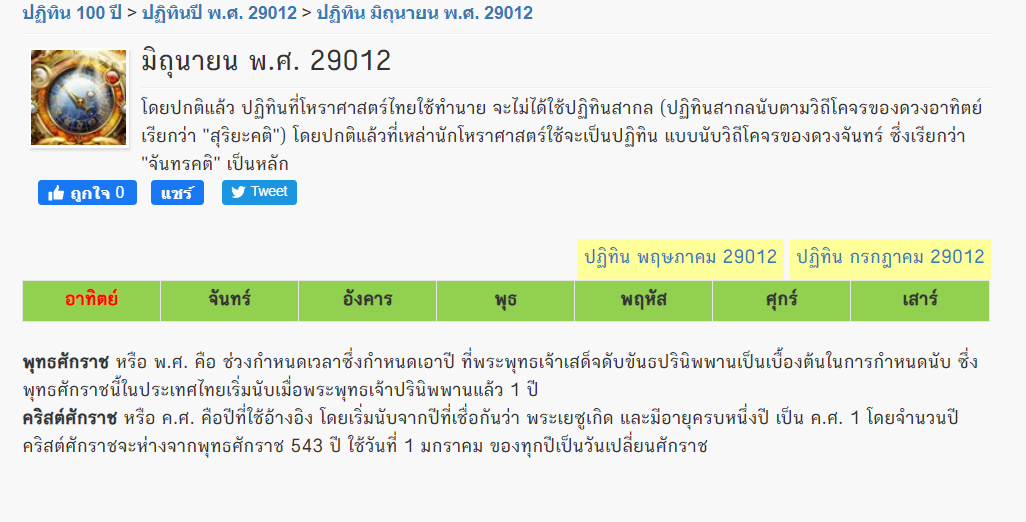 ปฏิทิน 100 ปี > ปฏิทินปี พ.ศ. 29012 > ปฏิทิน มิถุนายน พ.ศ. 29012
มิถุนายน พ.ศ. 29012
โดยปกติแล้ว ปฏิทินที่โหราศาสตร์ไทยใช้ทำนาย จะไม่ได้ใช้ปฏิทินสากล (ปฏิทินสากลนับตามวิถีโคจรของดวงอาทิตย์
เรียกว่า "สุริยะคติ") โดยปกติแล้วที่เหล่านักโหราศาสตร์ใช้จะเป็นปฏิทิน แบบนับวิถีโคจรของดวงจันทร์ ซึ่งเรียกว่า
"จันทรคติ" เป็นหลัก
ถูกใจ 0 แชร์ Tweet
ปฏิทิน พฤษภาคม 29012 ปฏิทิน กรกฎาคม 29012
อาทิตย์ จันทร์ อังคาร พุธ พฤหัส ศุกร์ เสาร์
พุทธศักราช หรือ พ.ศ. คือ ช่วงกำหนดเวลาซึ่งกำหนดเอาปี ที่พระพุทธเจ้าเสด็จดับขันธปรินิพพานเป็นเบื้องต้นในการกำหนดนับ ซึ่ง
พุทธศักราชนี้ในประเทศไทยเริ่มนับเมื่อพระพุทธเจ้าปรินิพพานแล้ว 1 ปี
คริสต์ศักราช หรือ ค.ศ. คือปีที่ใช้อ้างอิง โดยเริ่มนับจากปีที่เชื่อกันว่า พระเยซูเกิด และมีอายุครบหนึ่งปี เป็น ค.ศ. 1 โดยจำนวนปี
คริสต์ศักราชจะห่างจากพุทธศักราช 543 ปี ใช้วันที่ 1 มกราคม ของทุกปีเป็นวันเปลี่ยนศักราช